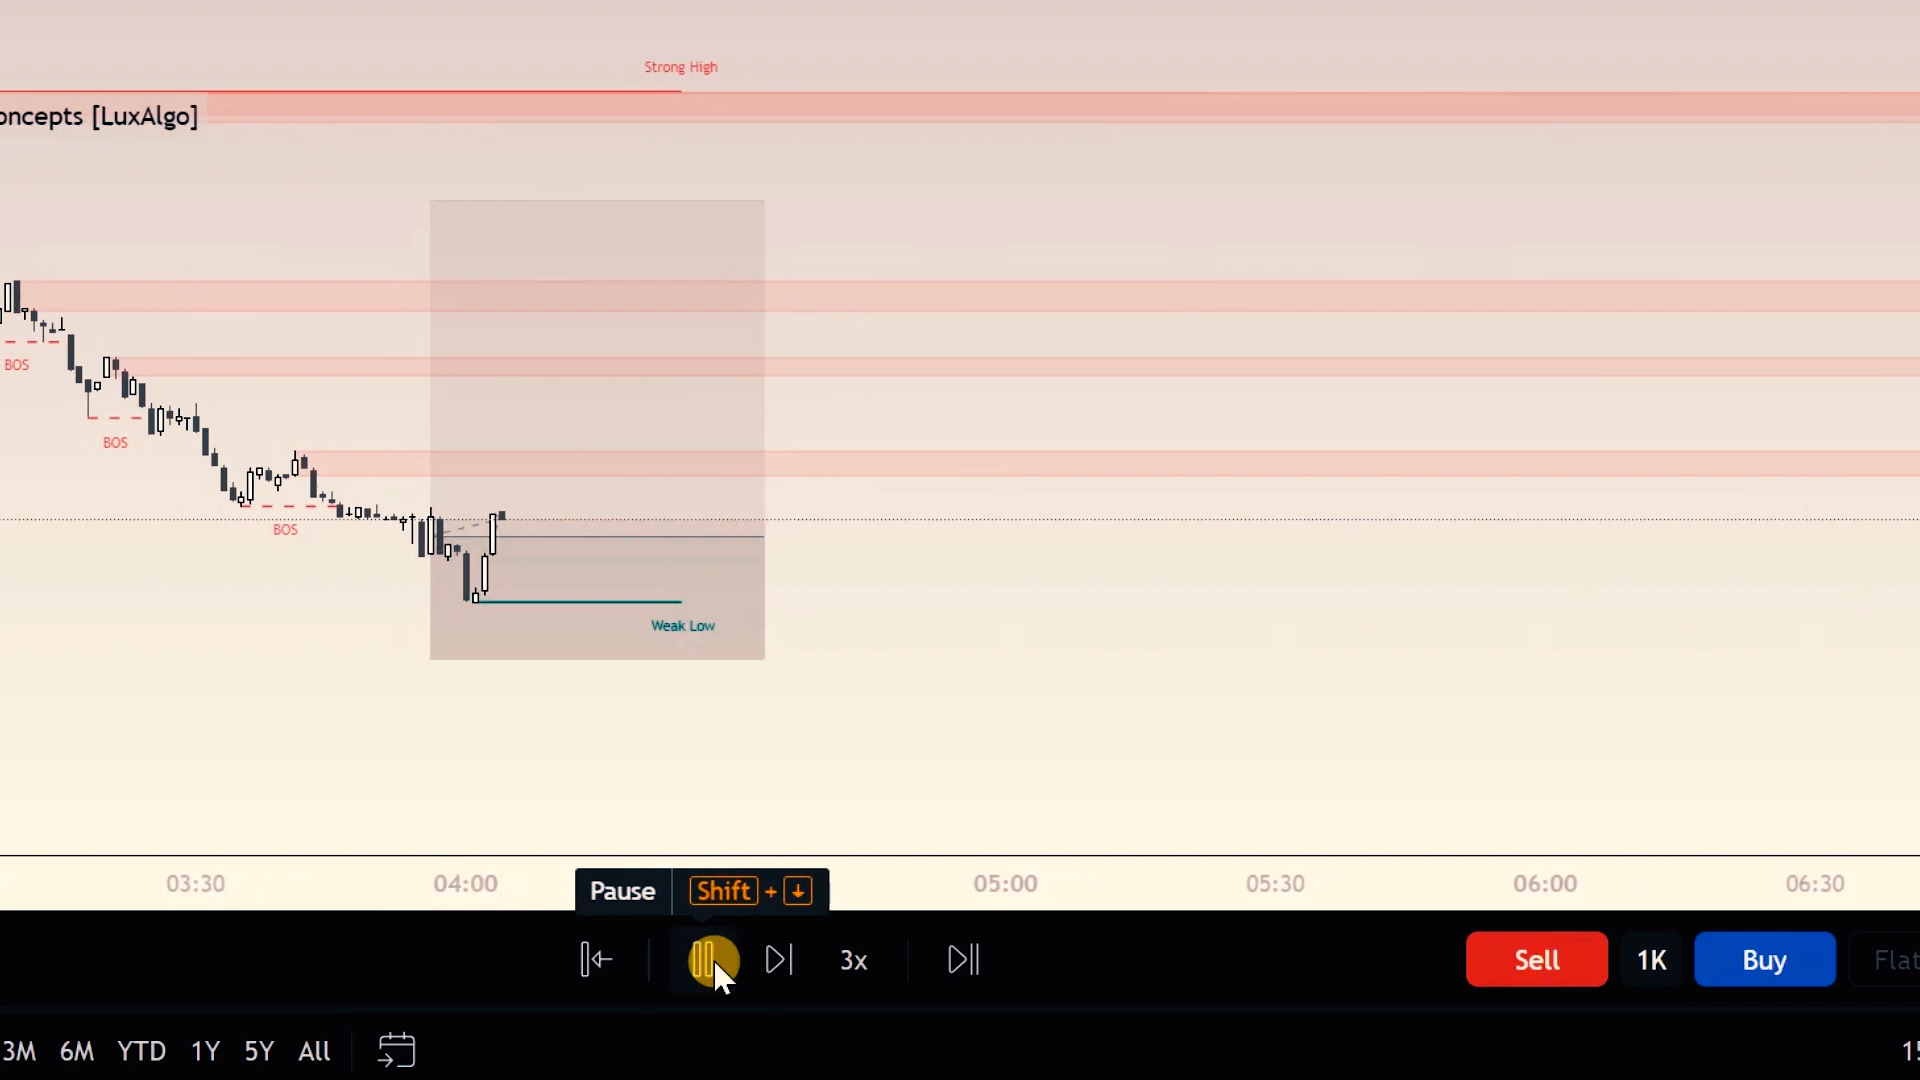 Strong High
oncepts [LuxAlgo]
BOS
BOS
BOS
Weak Low
03:30 04:00 05:00 05:30 06:00 06:30
Pause Shift + ↓
3x Sell 1K Buy Flat
3M 6M YTD 1Y 5Y All 15